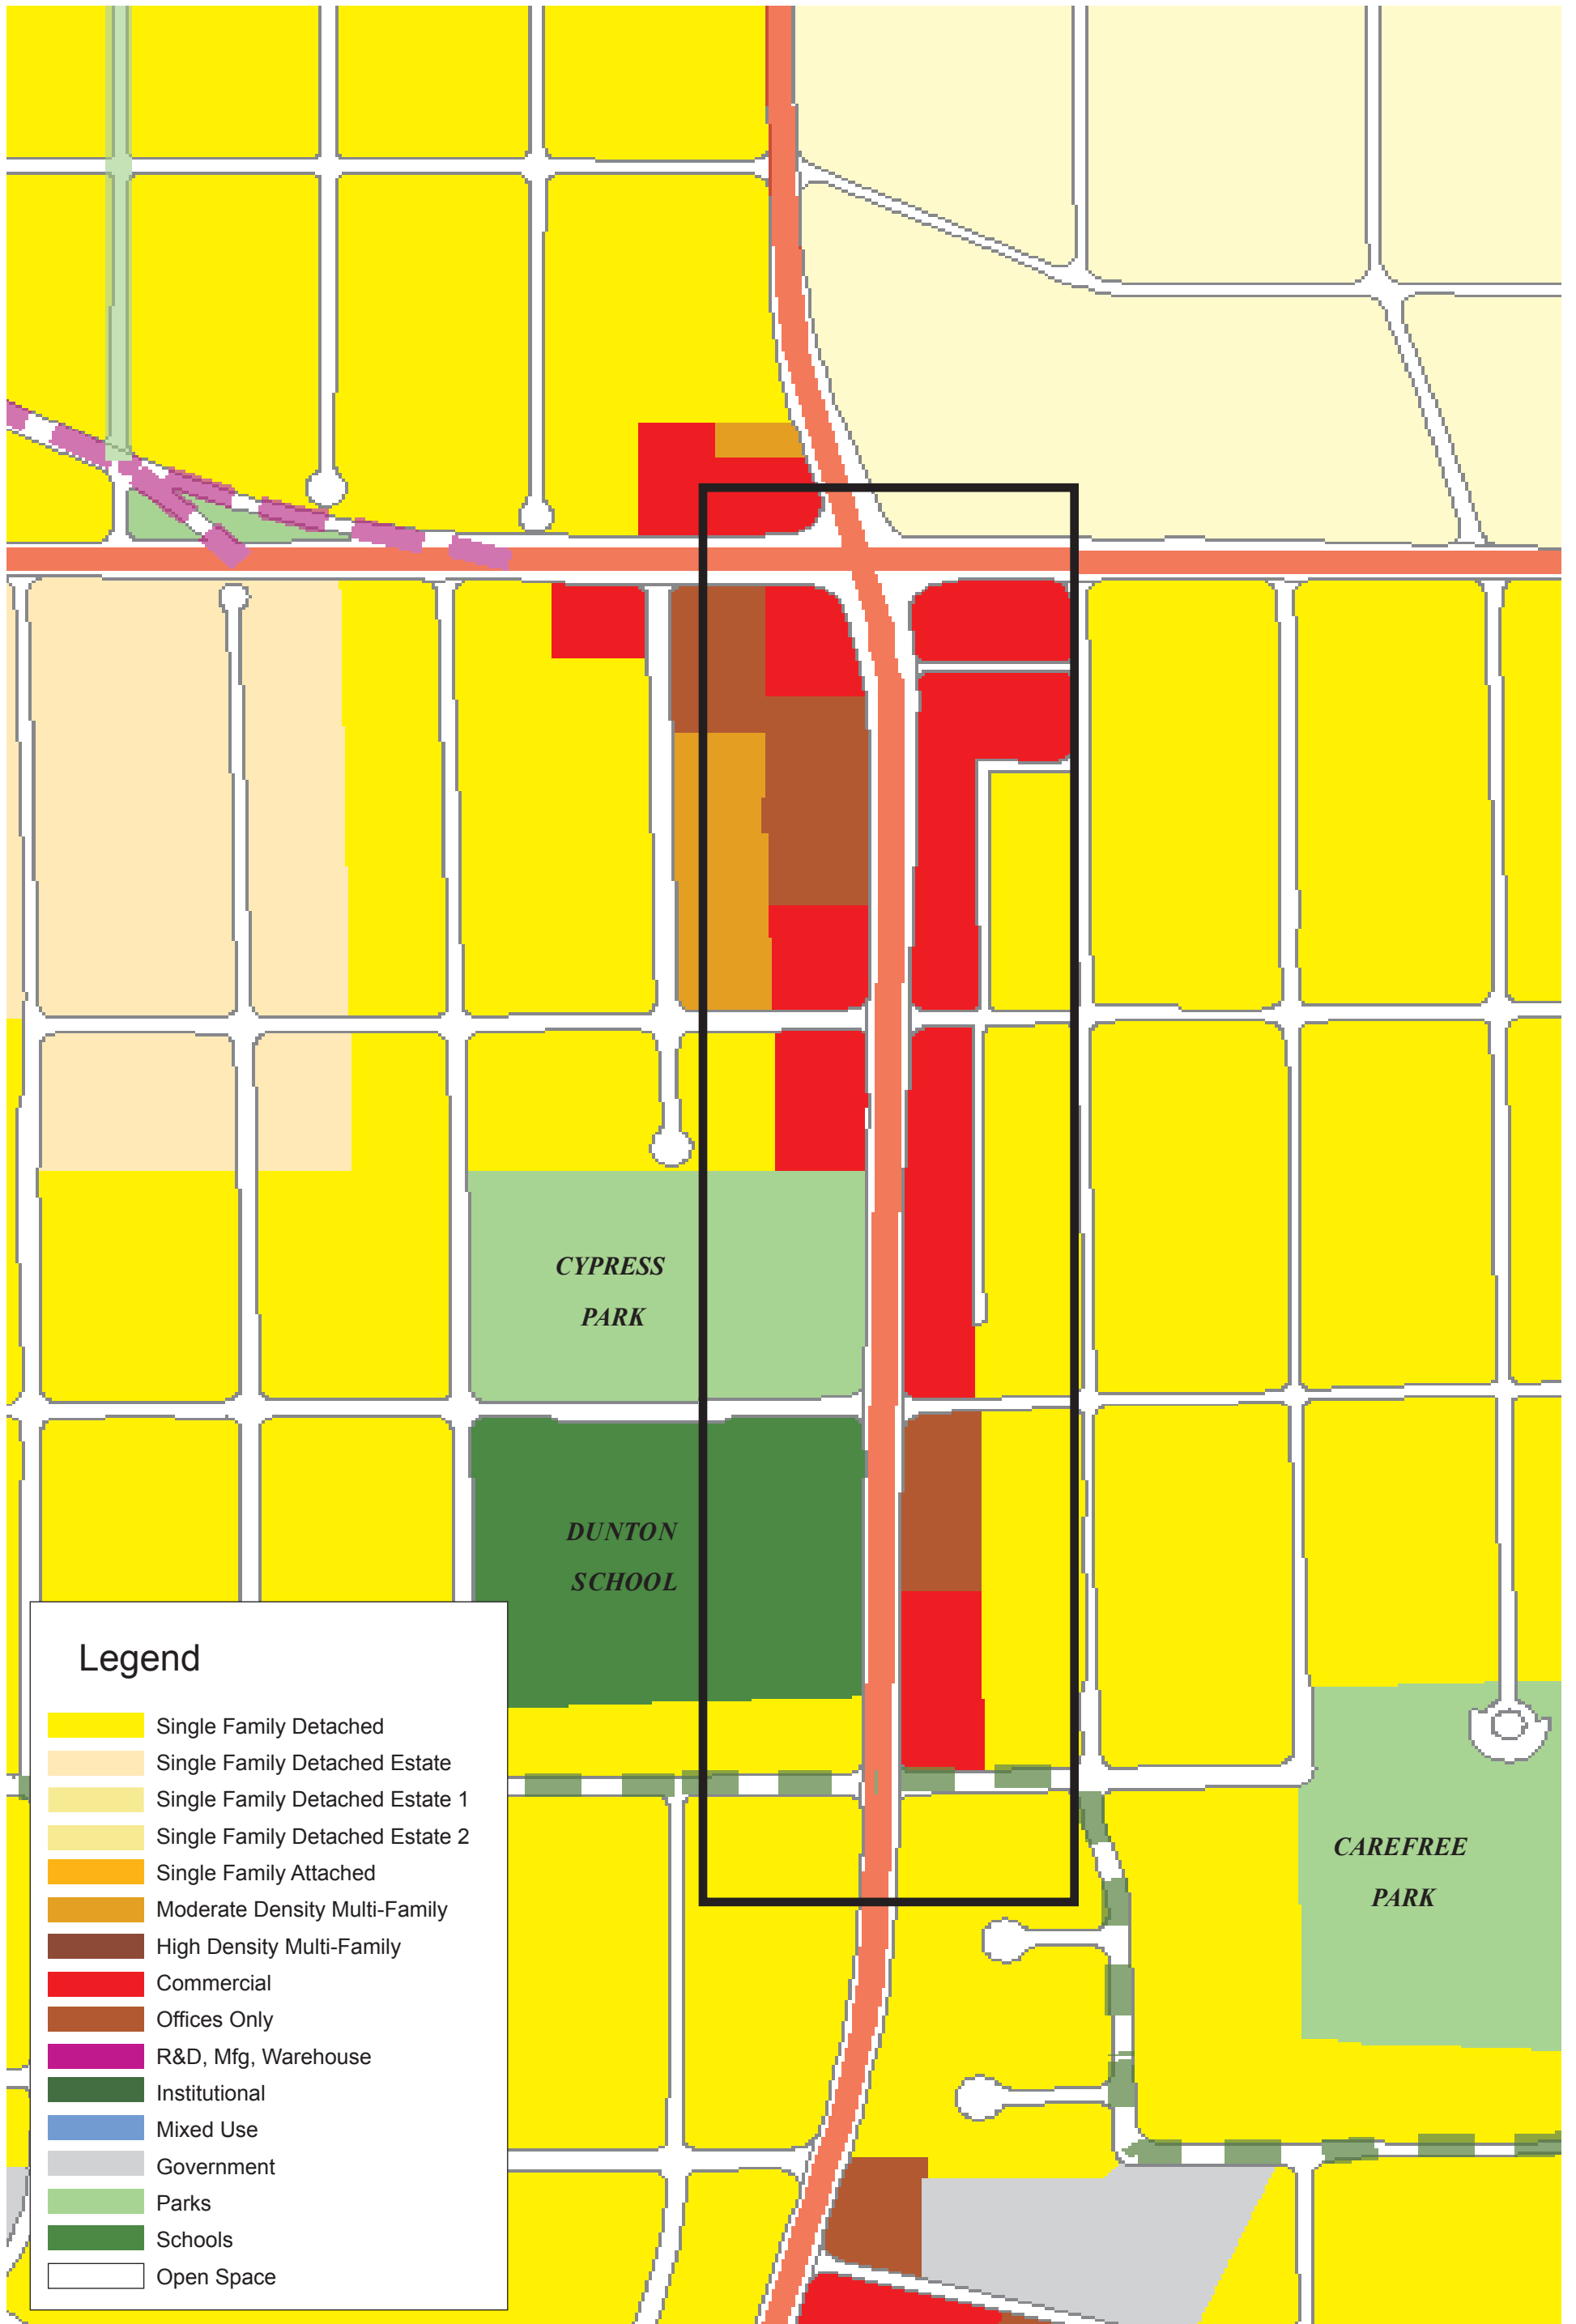 CYPRESS
PARK
DUNTON
SCHOOL
CAREFREE
PARK
Legend
Single Family Detached
Single Family Detached Estate
Single Family Detached Estate 1
Single Family Detached Estate 2
Single Family Attached
Moderate Density Multi-Family
High Density Multi-Family
Commercial
Offices Only
R&D, Mfg, Warehouse
Institutional
Mixed Use
Government
Parks
Schools
Open Space